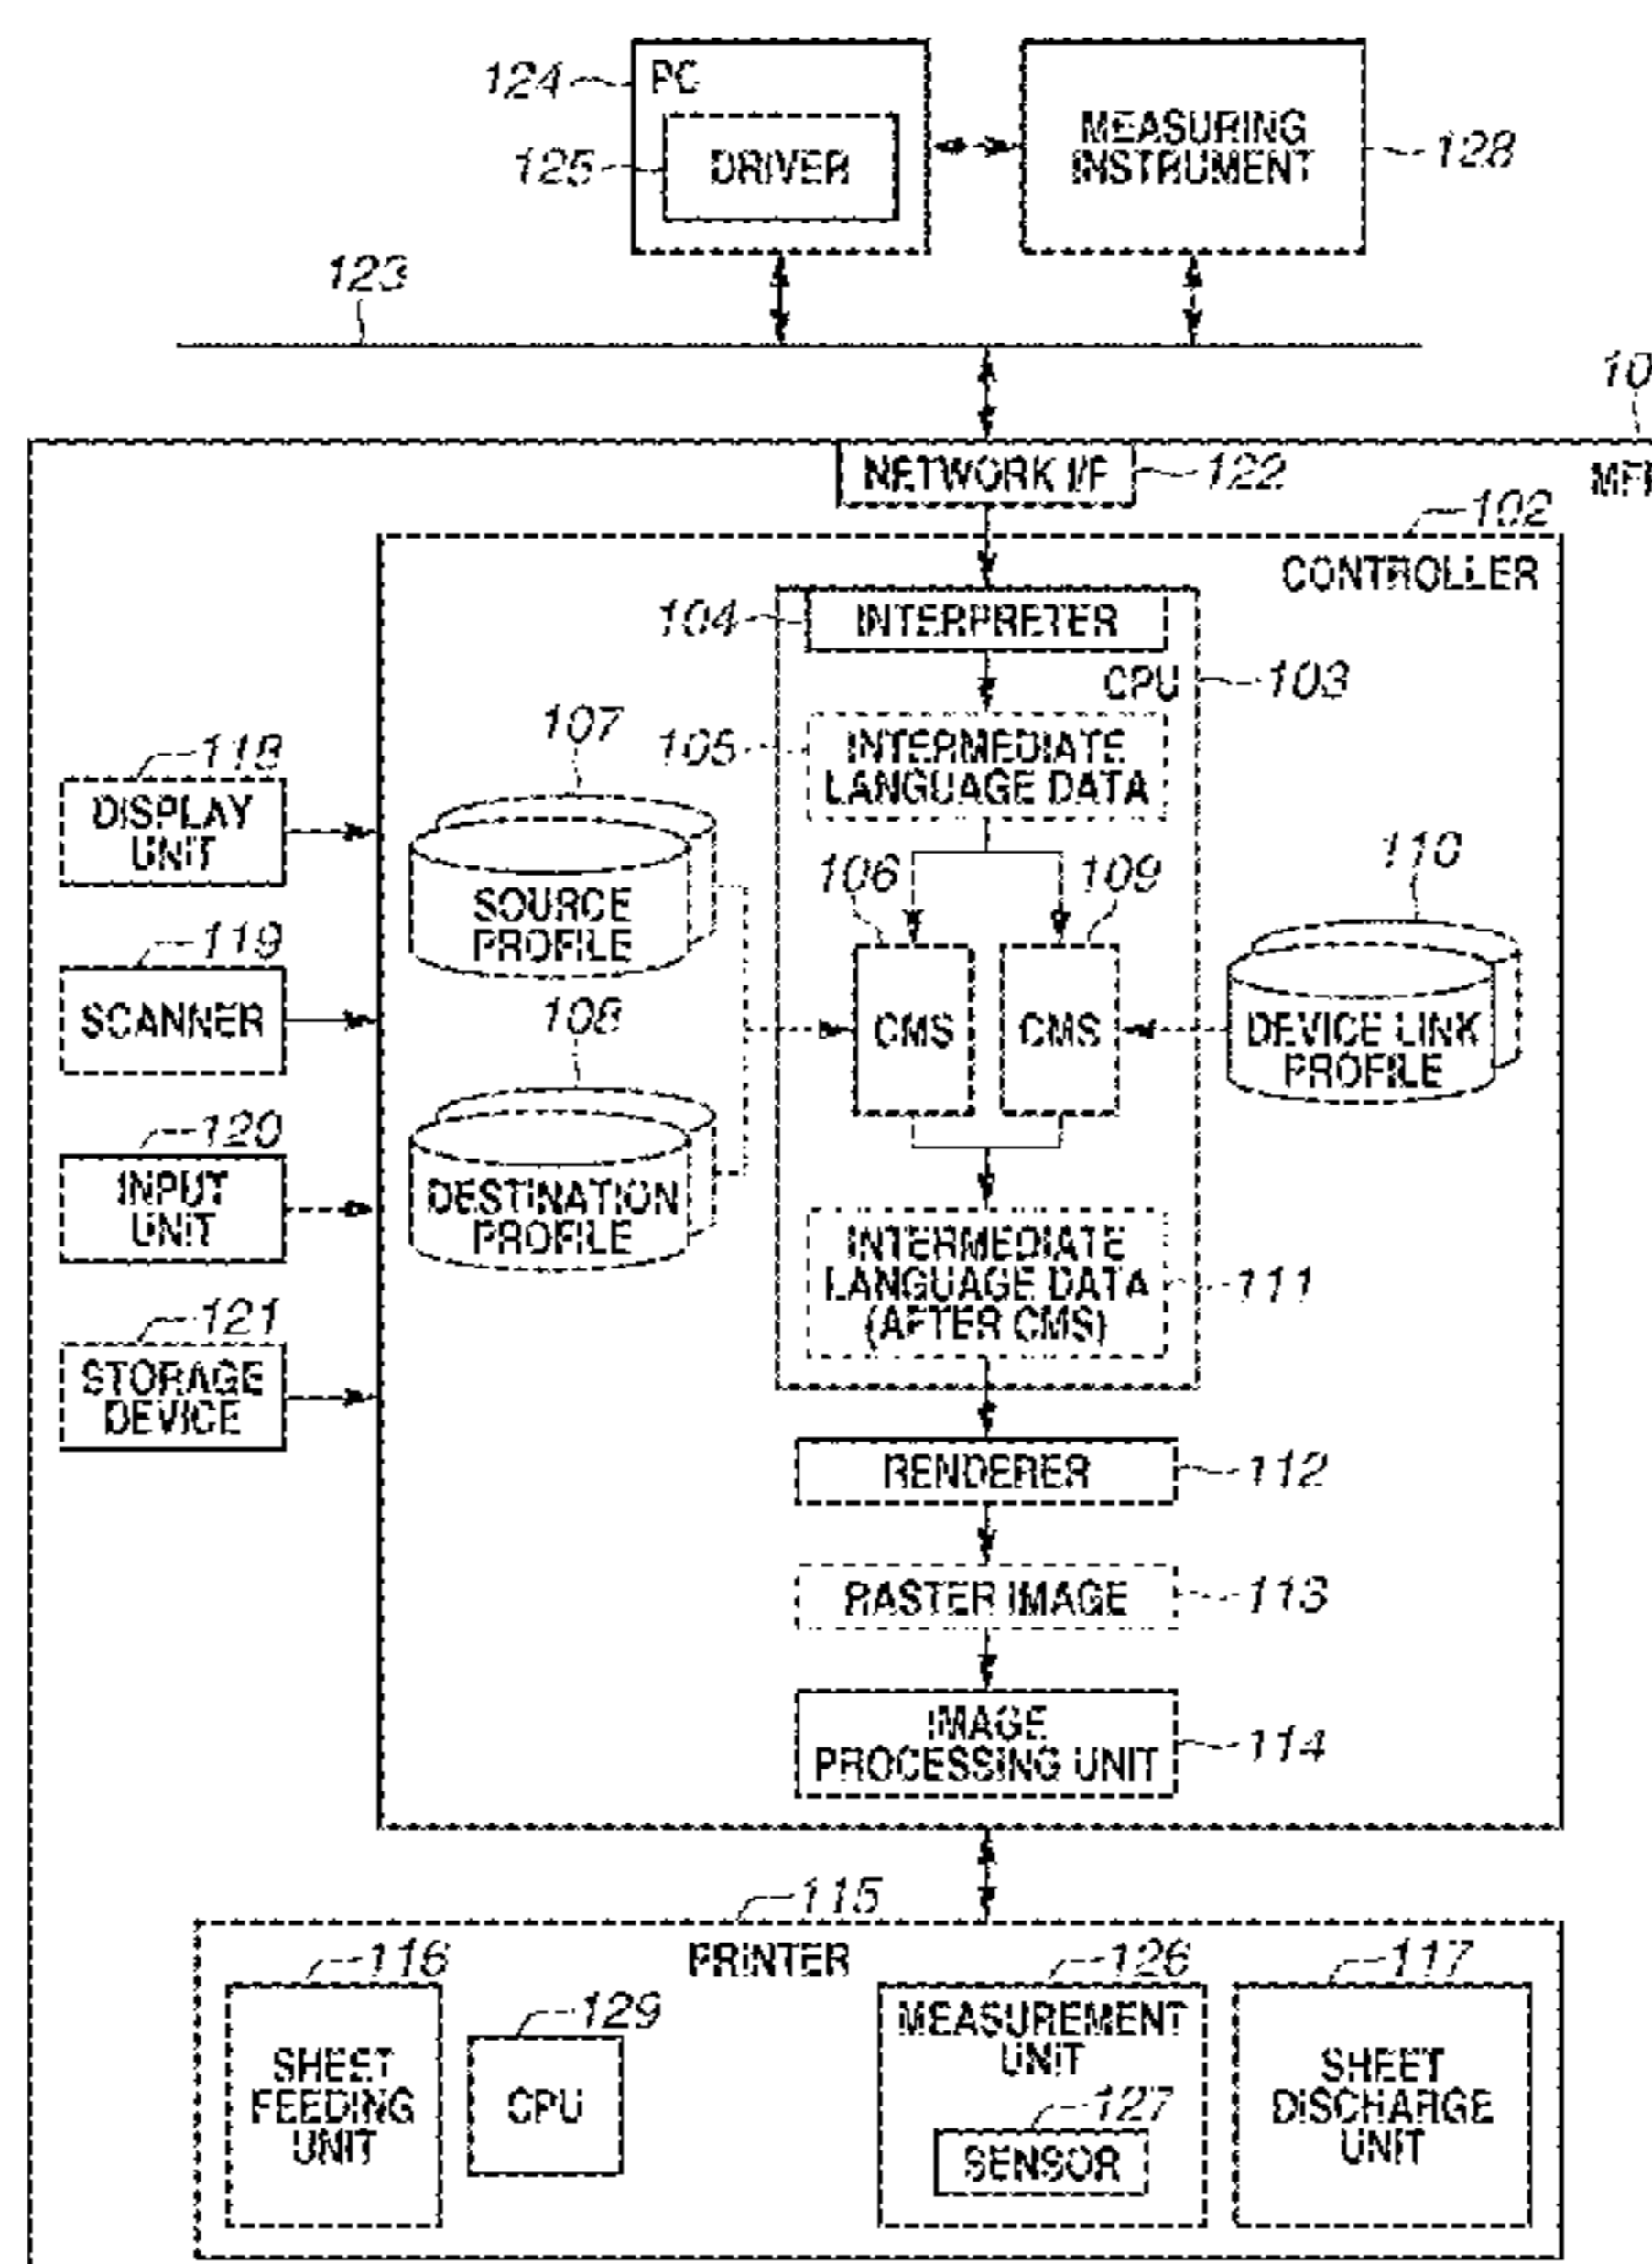 124
PC
125
DRIVER
MEASURING
INSTRUMENT
128
123
10
NETWORK I/F
122
102
CONTROLLER
104
INTERPRETER
CPU
103
105
INTERMEDIATE
LANGUAGE DATA
107
SOURCE
PROFILE
106
109
110
118
DISPLAY
UNIT
119
SCANNER
108
CMS
CMS
DEVICE LINK
PROFILE
120
INPUT
UNIT
DESTINATION
PROFILE
INTERMEDIATE
LANGUAGE DATA
(AFTER CMS)
111
121
STORAGE
DEVICE
RENDERER
112
RASTER IMAGE
113
IMAGE
PROCESSING UNIT
114
115
PRINTER
116
SHEET
FEEDING
UNIT
129
CPU
126
MEASUREMENT
UNIT
127
SENSOR
117
SHEET
DISCHARGE
UNIT